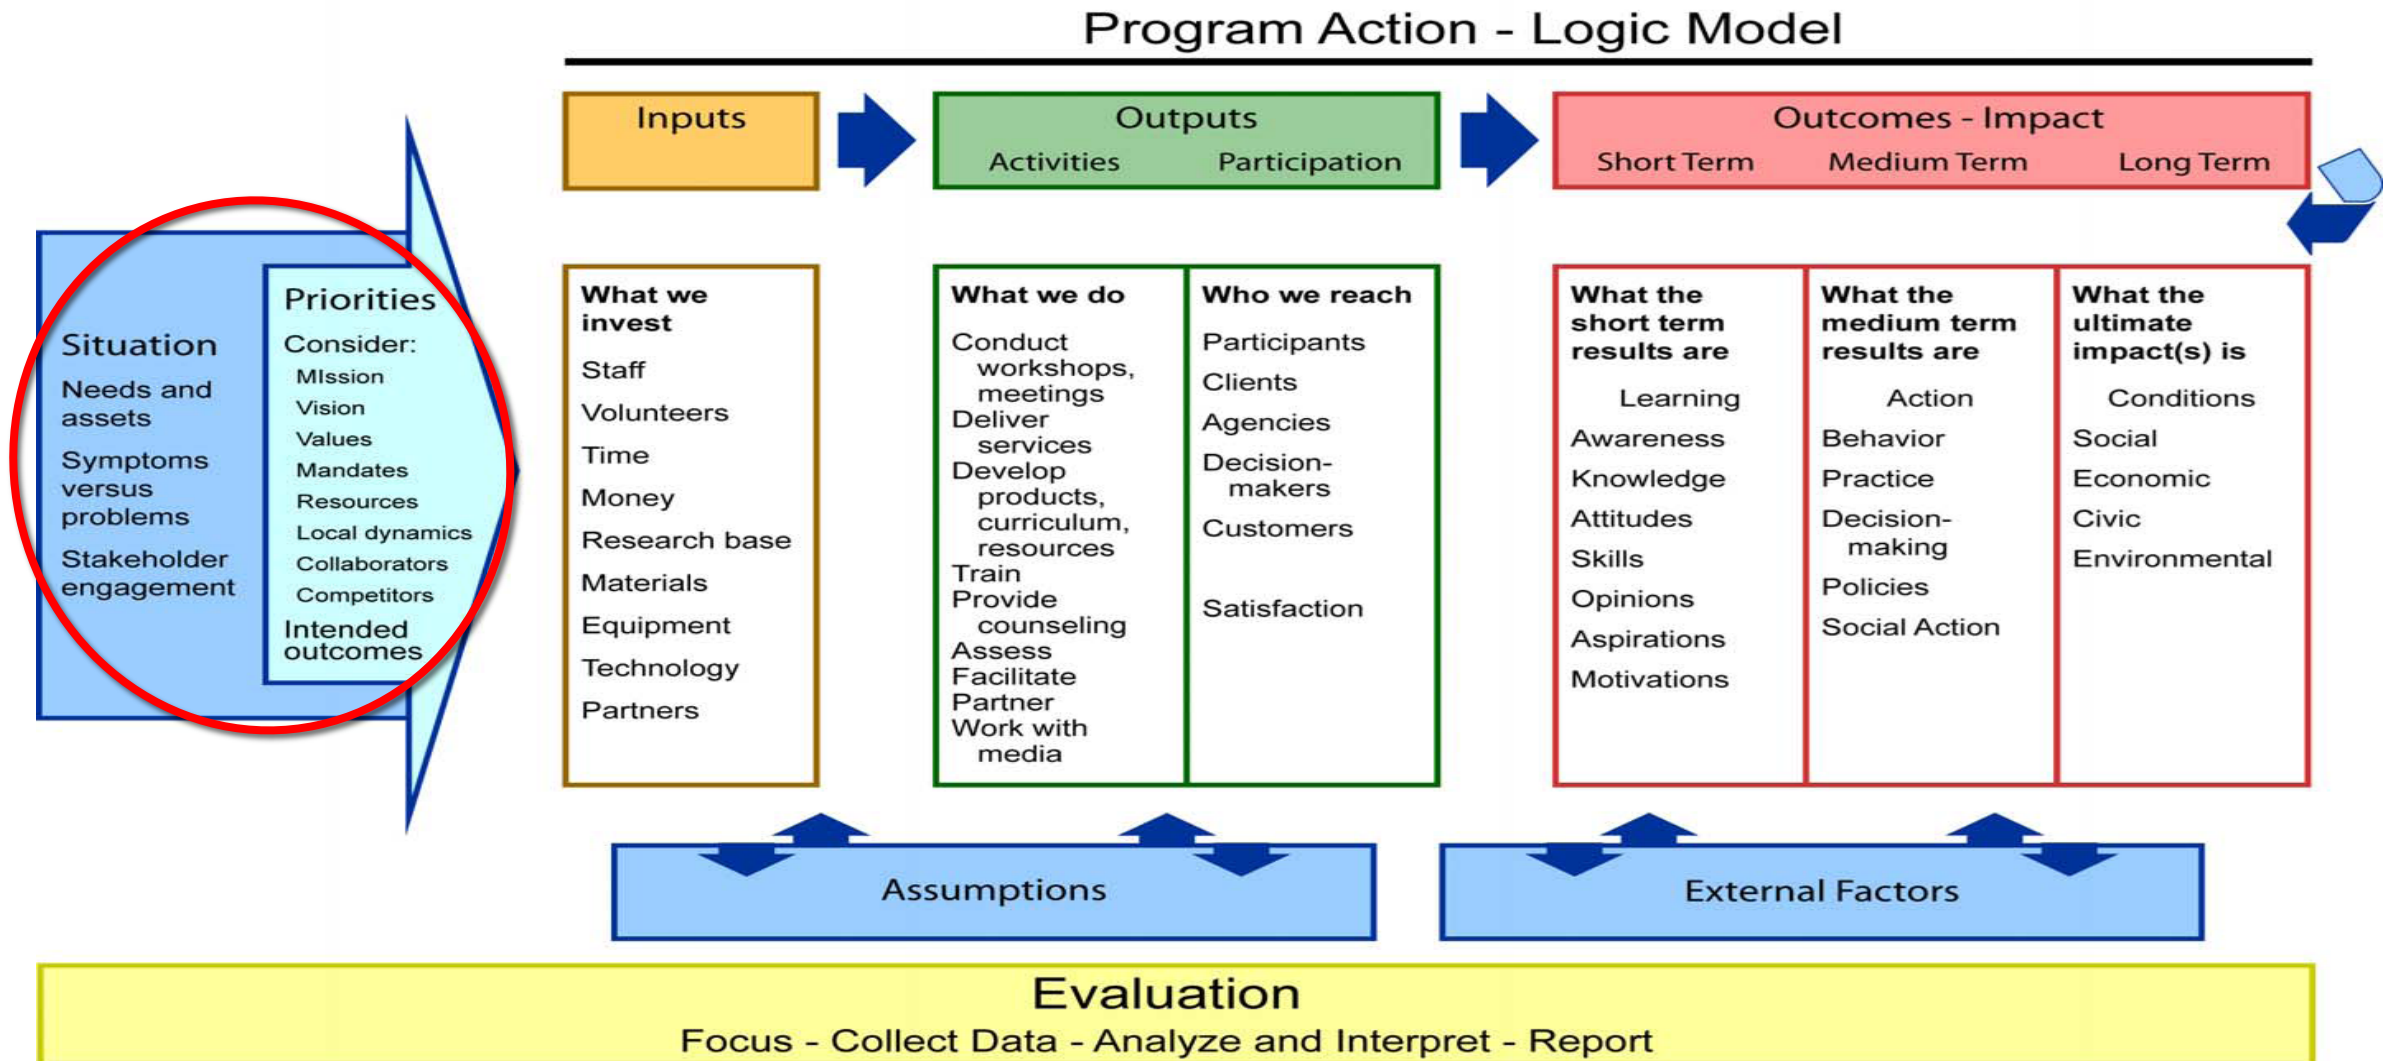 Program Action - Logic Model
Inputs
Outputs
Activities
Participation
Outcomes - Impact
Short Term
Medium Term
Long Term
Situation
Needs and
assets
Symptoms
versus
problems
Stakeholder
engagement
Priorities
Consider:
MIssion
Vision
Values
Mandates
Resources
Local dynamics
Collaborators
Competitors
Intended
outcomes
What we
invest
Staff
Volunteers
Time
Money
Research base
Materials
Equipment
Technology
Partners
What we do
Conduct
workshops,
meetings
Deliver
services
Develop
products,
curriculum,
resources
Train
Provide
counseling
Assess
Facilitate
Partner
Work with
media
Who we reach
Participants
Clients
Agencies
Decision-
makers
Customers
Satisfaction
What the
short term
results are
Learning
Awareness
Knowledge
Attitudes
Skills
Opinions
Aspirations
Motivations
What the
medium term
results are
Action
Behavior
Practice
Decision-
making
Policies
Social Action
What the
ultimate
impact(s) is
Conditions
Social
Economic
Civic
Environmental
Assumptions
External Factors
Evaluation
Focus - Collect Data - Analyze and Interpret - Report